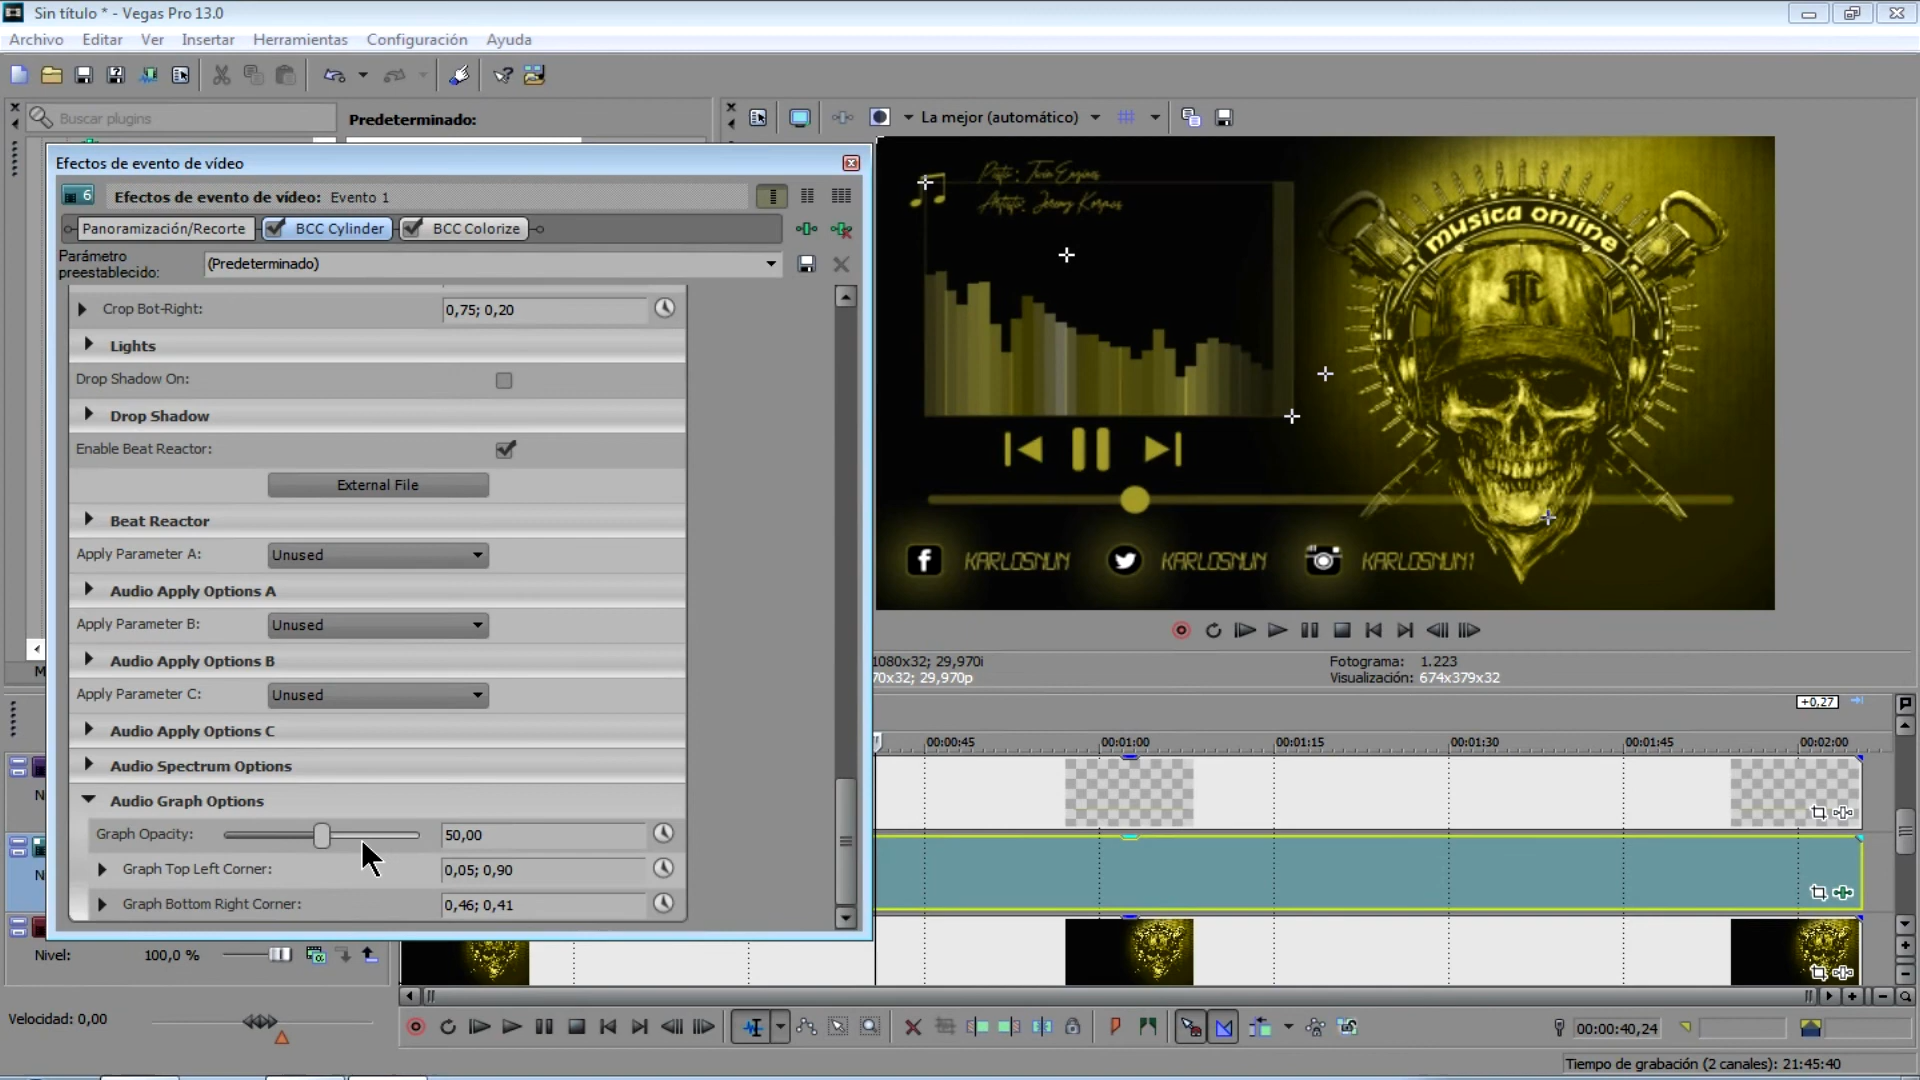 Sin título * - Vegas Pro 13.0
Archivo Editar Ver Insertar Herramientas Configuración Ayuda
Buscar plugins
Predeterminado:
La mejor (automático)
Efectos de evento de vídeo
6
Efectos de evento de vídeo: Evento 1
Panoramización/Recorte
BCC Cylinder
BCC Colorize
Parámetro
preestablecido:
(Predeterminado)
Crop Bot-Right:
0,75; 0,20
Lights
Drop Shadow On:
Drop Shadow
Enable Beat Reactor:
External File
Beat Reactor
Apply Parameter A:
Unused
Audio Apply Options A
Apply Parameter B:
Unused
Audio Apply Options B
Apply Parameter C:
Unused
Audio Apply Options C
Audio Spectrum Options
Audio Graph Options
Graph Opacity:
50,00
Graph Top Left Corner:
0,05; 0,90
Graph Bottom Right Corner:
0,46; 0,41
musica online
KARLOSNUN
KARLOSNUN
KARLOSNUN1
1080x32; 29,970i
70x32; 29,970p
Fotograma: 1.223
Visualización: 674x379x32
+0,27
00:00:45
00:01:00
00:01:15
00:01:30
00:01:45
00:02:00
M
N
N
Nivel:
100,0 %
Velocidad: 0,00
00:00:40,24
Tiempo de grabación (2 canales): 21:45:40